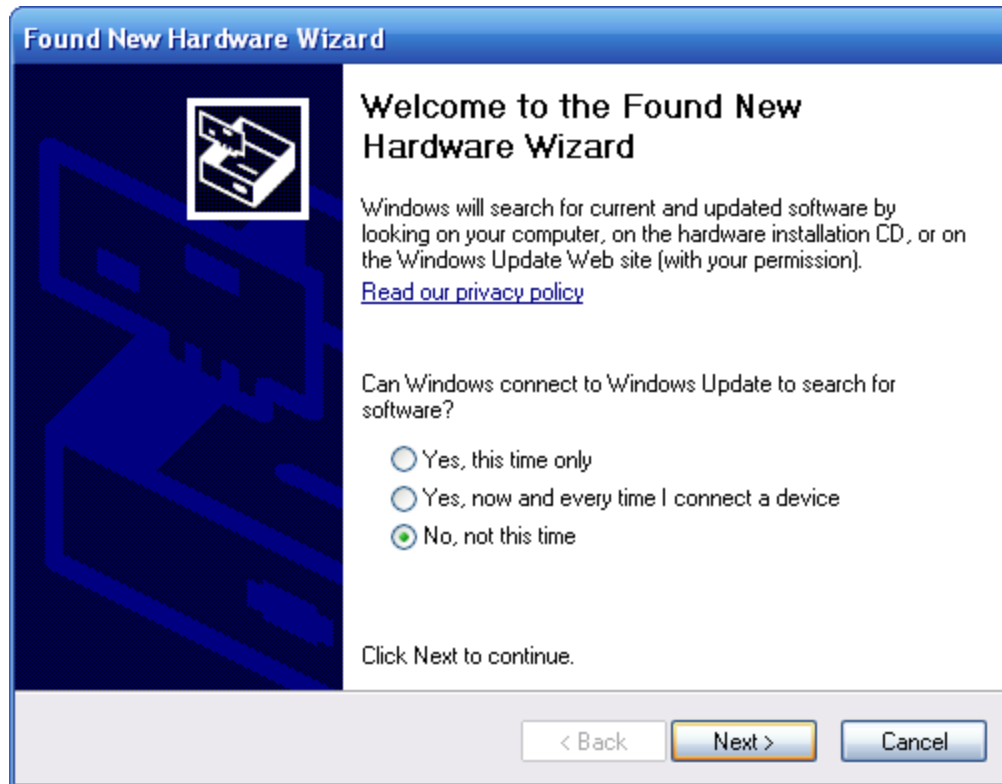 Found New Hardware Wizard
Welcome to the Found New
Hardware Wizard
Windows will search for current and updated software by
looking on your computer, on the hardware installation CD, or on
the Windows Update Web site (with your permission).
Read our privacy policy
Can Windows connect to Windows Update to search for
software?
Yes, this time only
Yes, now and every time I connect a device
No, not this time
Click Next to continue.
< Back
Next >
Cancel